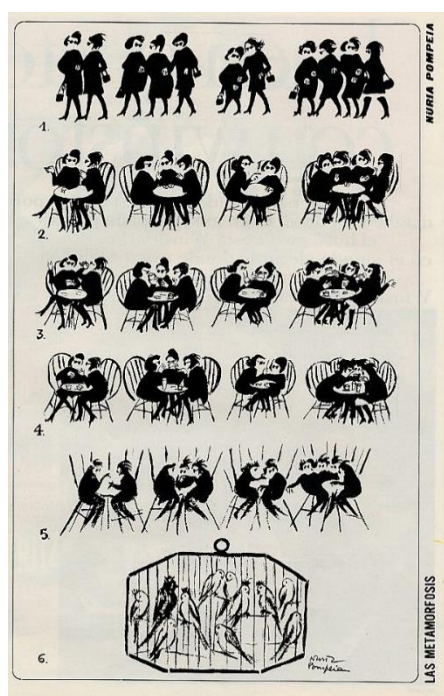 NURIA POMPEIA
1.
2.
3.
4.
5.
6.
Nuria
Pompeia
LAS METAMORFOSIS